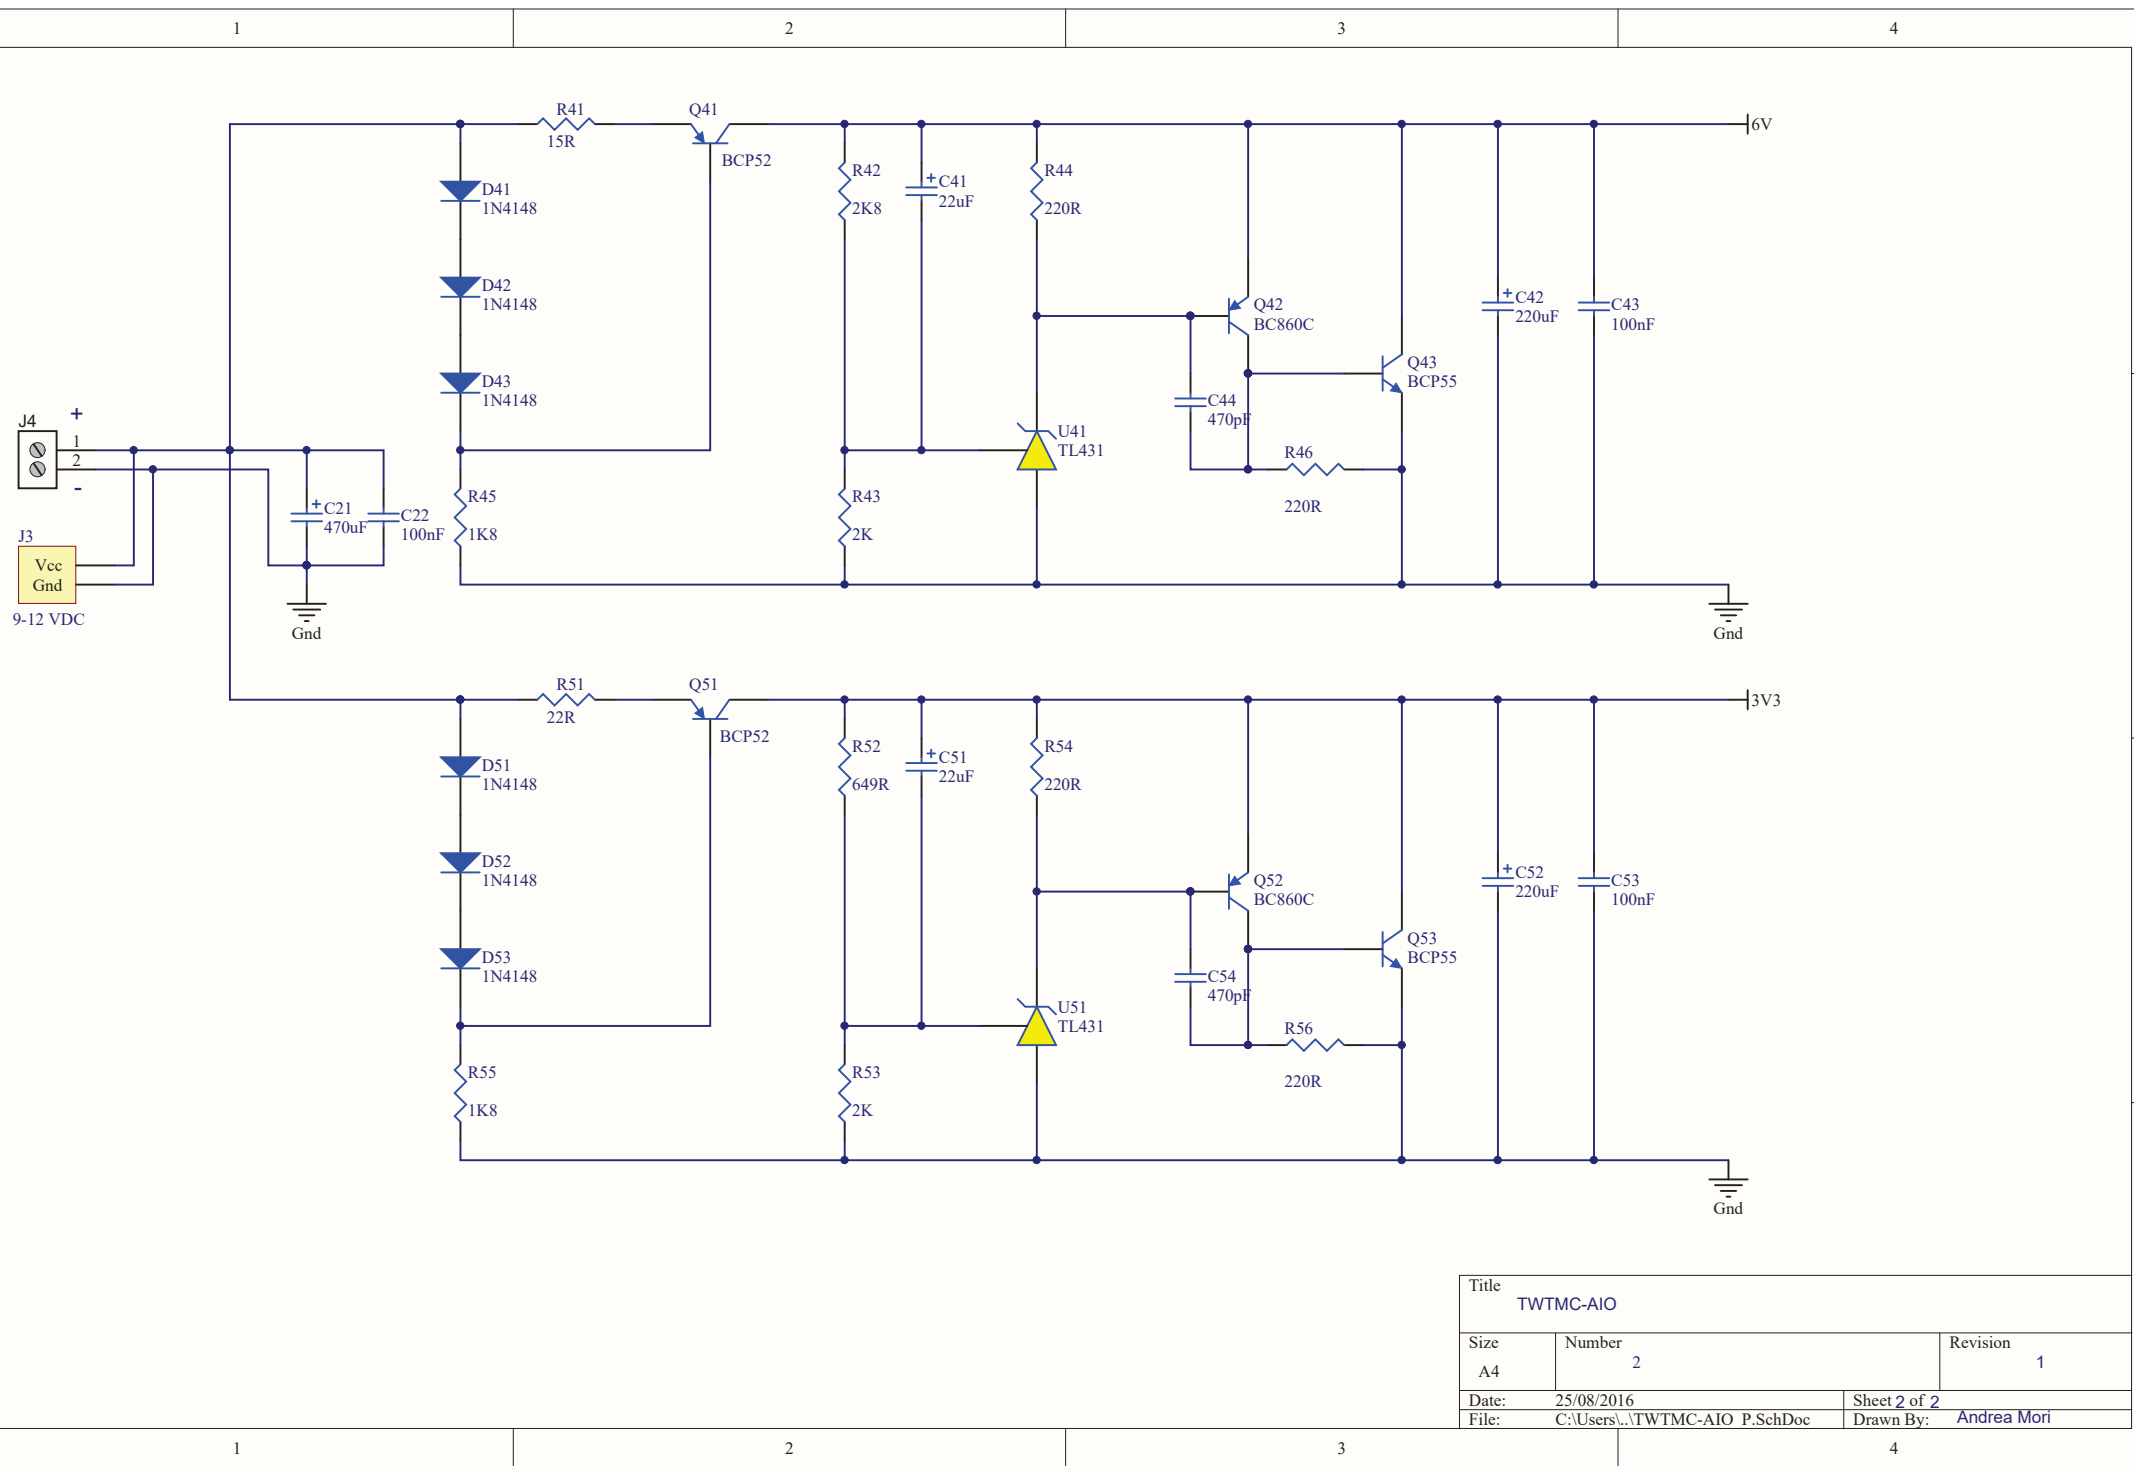 1 2 3 4
R41
15R
Q41
BCP52
6V
D41
1N4148
R42
2K8
+ C41
22uF
R44
220R
D42
1N4148
Q42
BC860C
+ C42
220uF
C43
100nF
D43
1N4148
Q43
BCP55
C44
470pF
J4
+
1
2
-
U41
TL431
R46
220R
+ C21
470uF
C22
100nF
R45
1K8
R43
2K
J3
Vcc
Gnd
9-12 VDC
Gnd
Gnd
R51
22R
Q51
BCP52
3V3
D51
1N4148
R52
649R
+ C51
22uF
R54
220R
D52
1N4148
Q52
BC860C
+ C52
220uF
C53
100nF
D53
1N4148
Q53
BCP55
C54
470pF
U51
TL431
R56
220R
R55
1K8
R53
2K
Gnd
Title
TWTMC-AIO
Size
A4
Number
2
Revision
1
Date: 25/08/2016 Sheet 2 of 2
File: C:\Users\..\TWTMC-AIO_P.SchDoc Drawn By: Andrea Mori
1 2 3 4